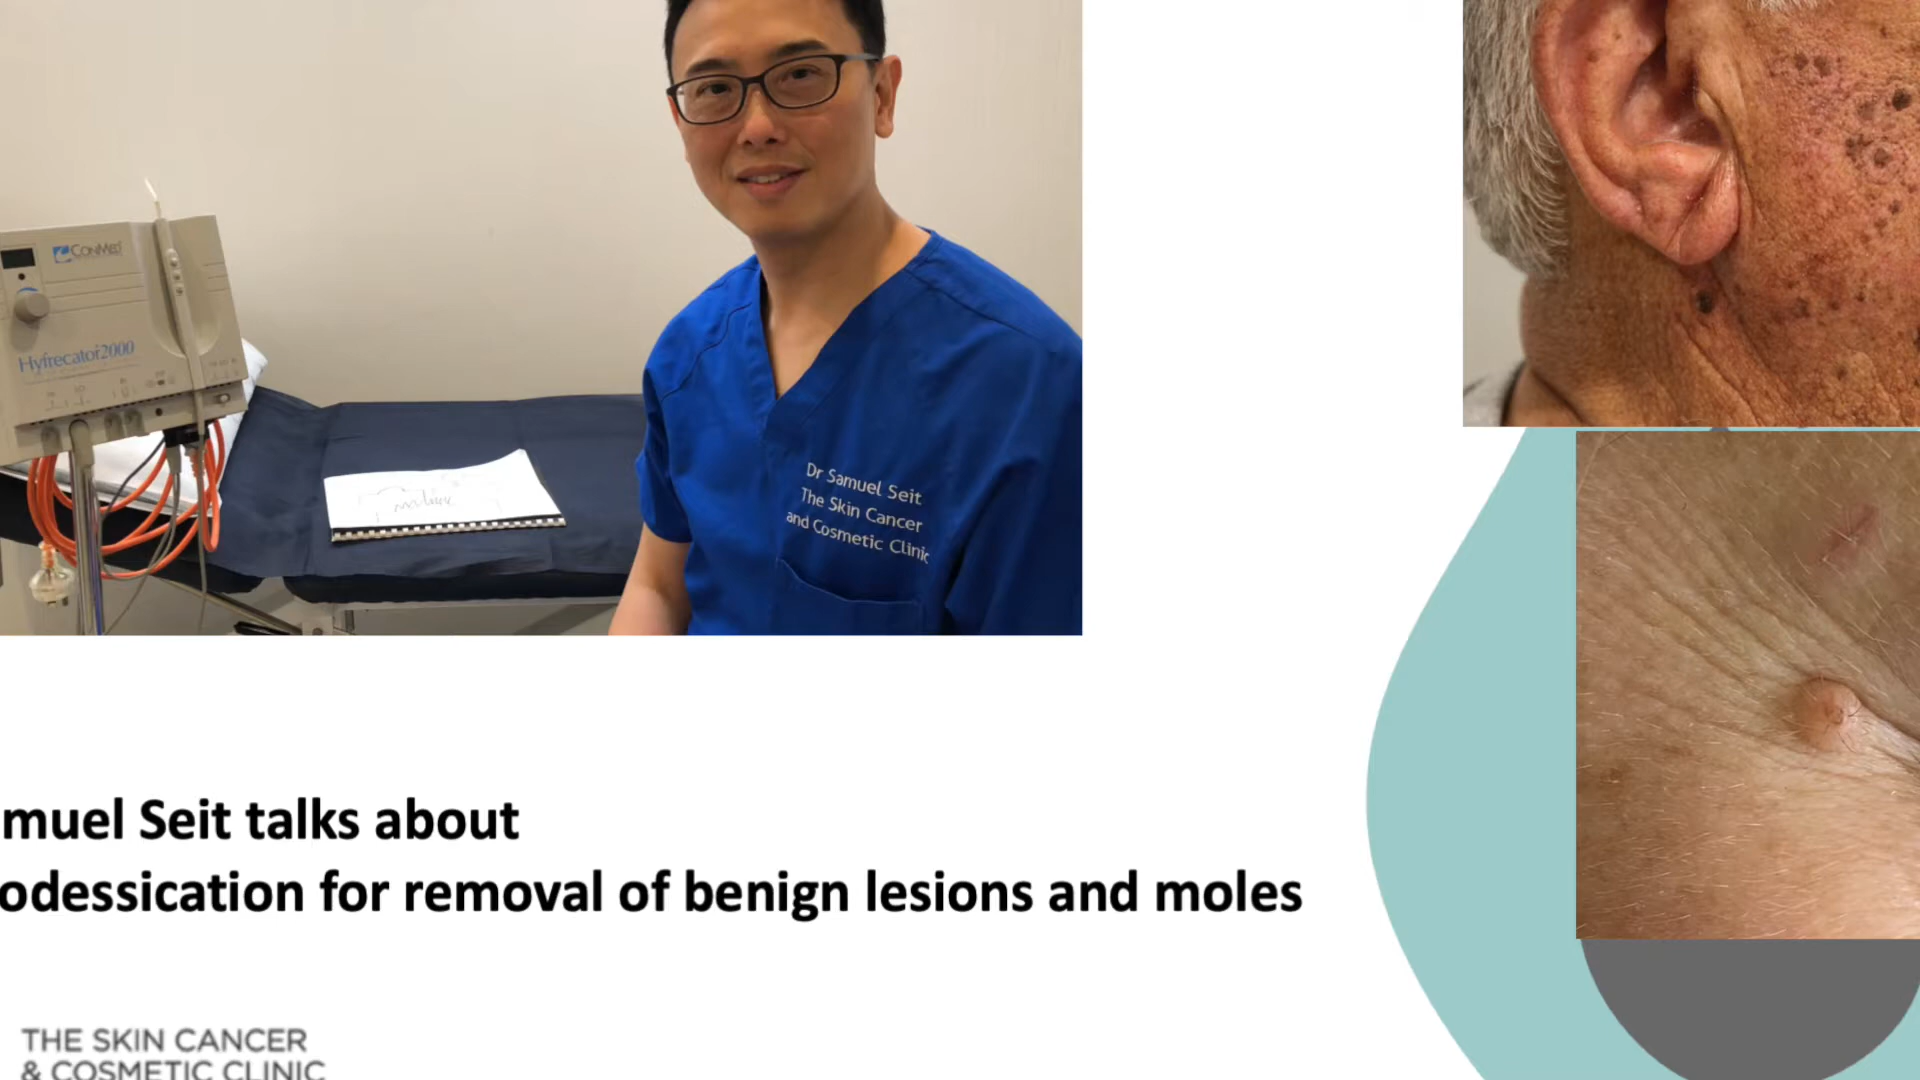 ConMed
Hyfrecator2000
Dr Samuel Seit
The Skin Cancer
and Cosmetic Clinic
muel Seit talks about
odessication for removal of benign lesions and moles
THE SKIN CANCER
& COSMETIC CLINIC